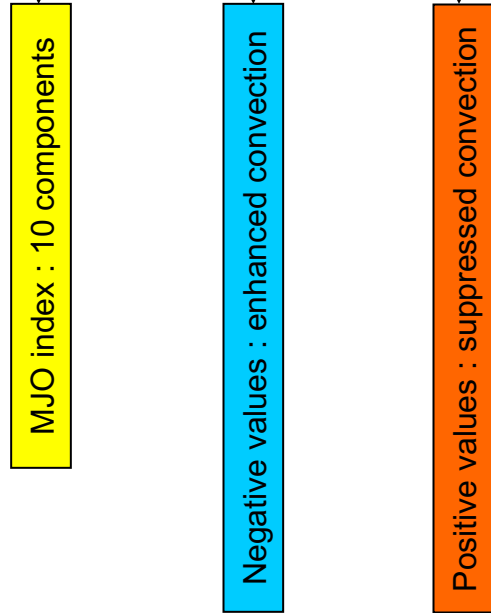 MJO index : 10 components
Negative values : enhanced convection
Positive values : suppressed convection